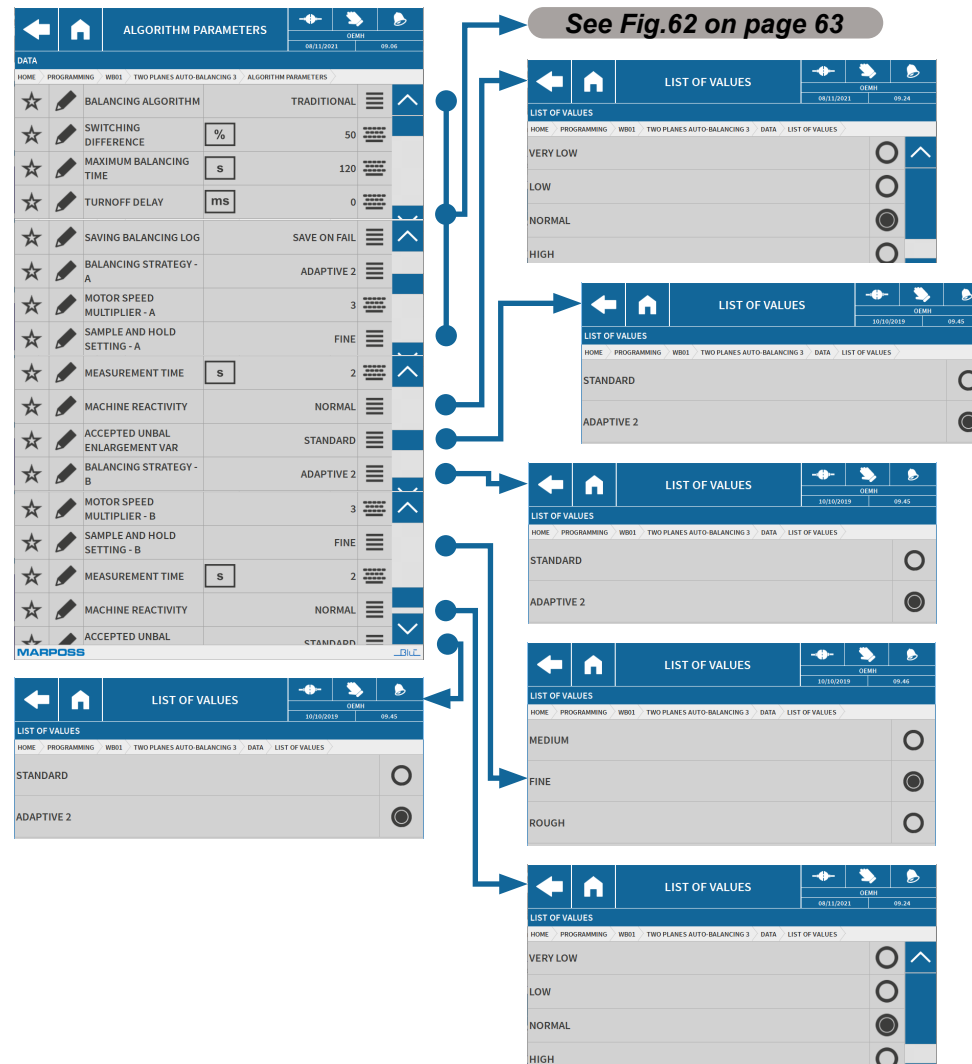 ALGORITHM PARAMETERS
OEMH
08/11/2021 09.06
DATA
HOME PROGRAMMING WB01 TWO PLANES AUTO-BALANCING 3 ALGORITHM PARAMETERS
BALANCING ALGORITHM TRADITIONAL
SWITCHING
DIFFERENCE % 50
MAXIMUM BALANCING
TIME s 120
TURNOFF DELAY ms 0
SAVING BALANCING LOG SAVE ON FAIL
BALANCING STRATEGY -
A ADAPTIVE 2
MOTOR SPEED
MULTIPLIER - A 3
SAMPLE AND HOLD
SETTING - A FINE
MEASUREMENT TIME s 2
MACHINE REACTIVITY NORMAL
ACCEPTED UNBAL
ENLARGEMENT VAR STANDARD
BALANCING STRATEGY -
B ADAPTIVE 2
MOTOR SPEED
MULTIPLIER - B 3
SAMPLE AND HOLD
SETTING - B FINE
MEASUREMENT TIME s 2
MACHINE REACTIVITY NORMAL
ACCEPTED UNBAL
STANDARD
MARPOSS
LIST OF VALUES
OEMH
10/10/2019 09.45
LIST OF VALUES
HOME PROGRAMMING WB01 TWO PLANES AUTO-BALANCING 3 DATA LIST OF VALUES
STANDARD
ADAPTIVE 2
See Fig.62 on page 63
LIST OF VALUES
OEMH
08/11/2021 09.24
LIST OF VALUES
HOME PROGRAMMING WB01 TWO PLANES AUTO-BALANCING 3 DATA LIST OF VALUES
VERY LOW
LOW
NORMAL
HIGH
LIST OF VALUES
OEMH
10/10/2019 09.45
LIST OF VALUES
HOME PROGRAMMING WB01 TWO PLANES AUTO-BALANCING 3 DATA LIST OF VALUES
STANDARD
ADAPTIVE 2
LIST OF VALUES
OEMH
10/10/2019 09.45
LIST OF VALUES
HOME PROGRAMMING WB01 TWO PLANES AUTO-BALANCING 3 DATA LIST OF VALUES
STANDARD
ADAPTIVE 2
LIST OF VALUES
OEMH
10/10/2019 09.46
LIST OF VALUES
HOME PROGRAMMING WB01 TWO PLANES AUTO-BALANCING 3 DATA LIST OF VALUES
MEDIUM
FINE
ROUGH
LIST OF VALUES
OEMH
08/11/2021 09.24
LIST OF VALUES
HOME PROGRAMMING WB01 TWO PLANES AUTO-BALANCING 3 DATA LIST OF VALUES
VERY LOW
LOW
NORMAL
HIGH